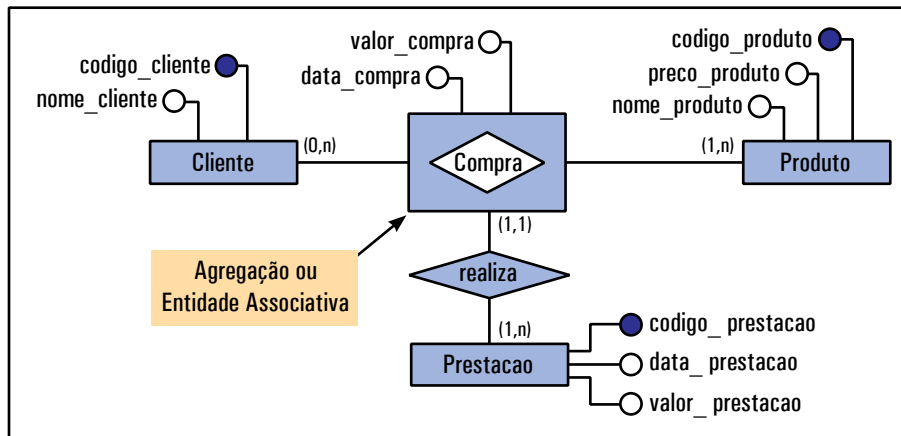 valor_compra
codigo_produto
codigo_cliente
data_compra
preco_produto
nome_cliente
nome_produto
Cliente
(0,n)
Compra
(1,n)
Produto
(1,1)
Agregação ou
Entidade Associativa
realiza
(1,n)
Prestacao
codigo_ prestacao
data_ prestacao
valor_ prestacao